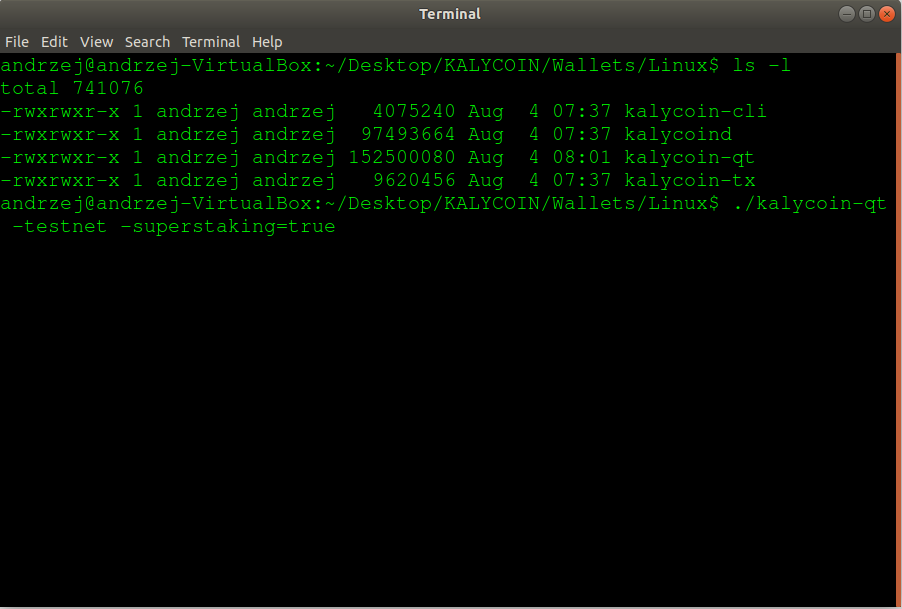 Terminal
File Edit View Search Terminal Help
andrzej@andrzej-VirtualBox:~/Desktop/KALYCOIN/Wallets/Linux$ ls -l
total 741076
-rwxrwxr-x 1 andrzej andrzej   4075240 Aug  4 07:37 kalycoin-cli
-rwxrwxr-x 1 andrzej andrzej  97493664 Aug  4 07:37 kalycoind
-rwxrwxr-x 1 andrzej andrzej 152500080 Aug  4 08:01 kalycoin-qt
-rwxrwxr-x 1 andrzej andrzej   9620456 Aug  4 07:37 kalycoin-tx
andrzej@andrzej-VirtualBox:~/Desktop/KALYCOIN/Wallets/Linux$ ./kalycoin-qt
 -testnet -superstaking=true